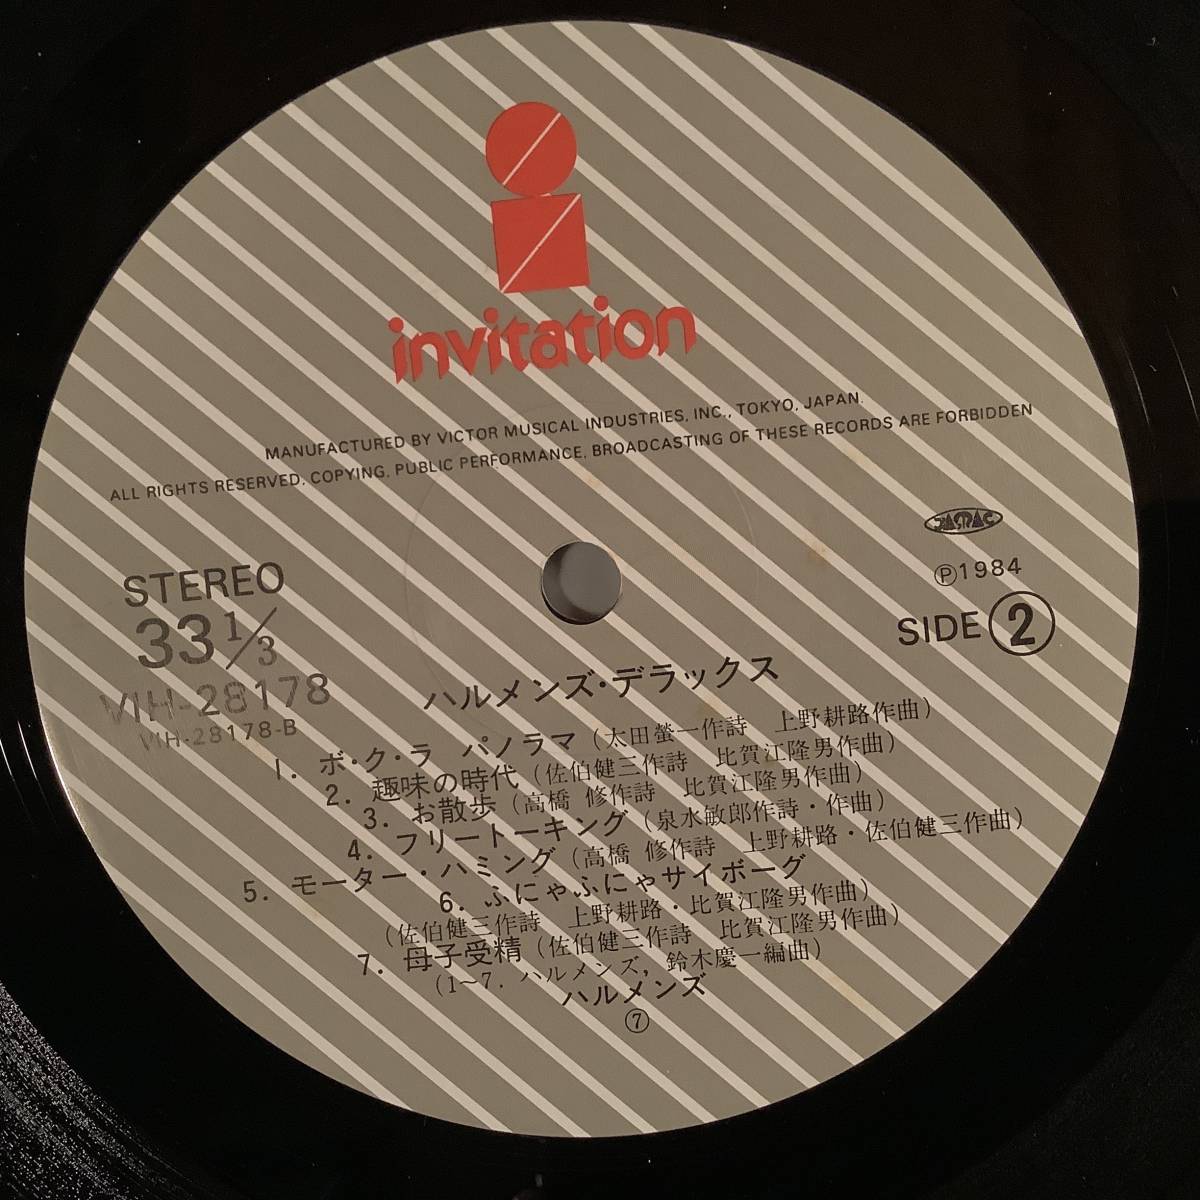 invitation
MANUFACTURED BY VICTOR MUSICAL INDUSTRIES, INC., TOKYO, JAPAN.
ALL RIGHTS RESERVED. COPYING, PUBLIC PERFORMANCE, BROADCASTING OF THESE RECORDS ARE FORBIDDEN
JASRAC
STEREO
33 1/3
VIH-28178
VIH-28178-B
Ⓟ1984
SIDE ②
ハルメンズ・デラックス
1. ボ・ク・ラ パノラマ (太田螢一作詩 上野耕路作曲)
2. 趣味の時代 (佐伯健三作詩 比賀江隆男作曲)
3. お散歩 (高橋 修作詩 比賀江隆男作曲)
4. フリートーキング (泉水敏郎作詩・作曲)
5. モーター・ハミング (高橋 修作詩 上野耕路・佐伯健三作曲)
6. ふにゃふにゃサイボーグ
(佐伯健三作詩 上野耕路・比賀江隆男作曲)
7. 母子受精 (佐伯健三作詩 比賀江隆男作曲)
(1~7. ハルメンズ, 鈴木慶一編曲)
ハルメンズ
⑦